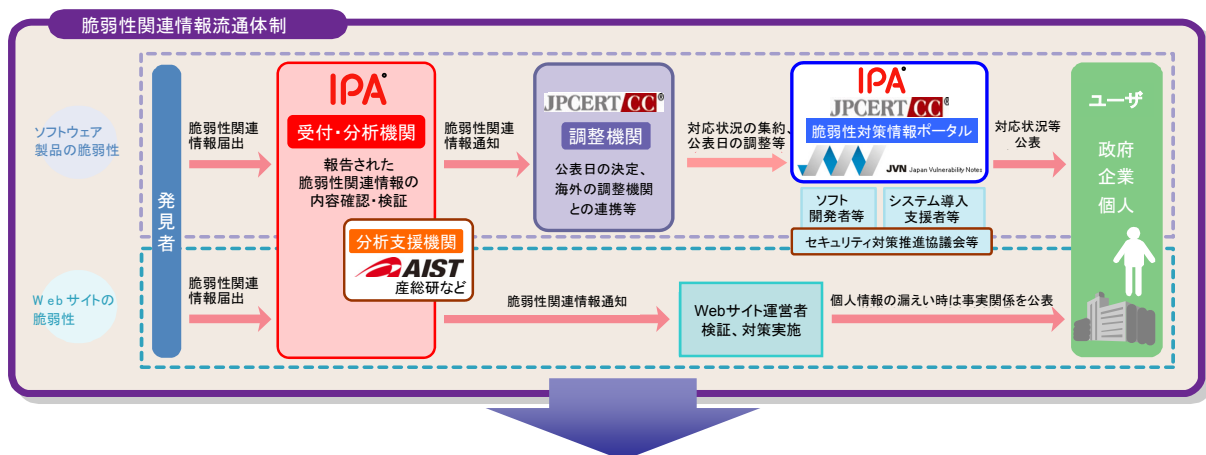 脆弱性関連情報流通体制
ソフトウェア
製品の脆弱性
発見者
脆弱性関連
情報届出
IPA
受付・分析機関
報告された
脆弱性関連情報の
内容確認・検証
分析支援機関
AIST
産総研など
脆弱性関連
情報通知
JPCERT CC®
調整機関
公表日の決定、
海外の調整機関
との連携等
対応状況の集約、
公表日の調整等
IPA
JPCERT CC®
脆弱性対策情報ポータル
JVN Japan Vulnerability Notes
ソフト
開発者等
システム導入
支援者等
セキュリティ対策推進協議会等
対応状況等
公表
ユーザ
政府
企業
個人
Webサイトの
脆弱性
脆弱性関連
情報届出
脆弱性関連情報通知
Webサイト運営者
検証、対策実施
個人情報の漏えい時は事実関係を公表